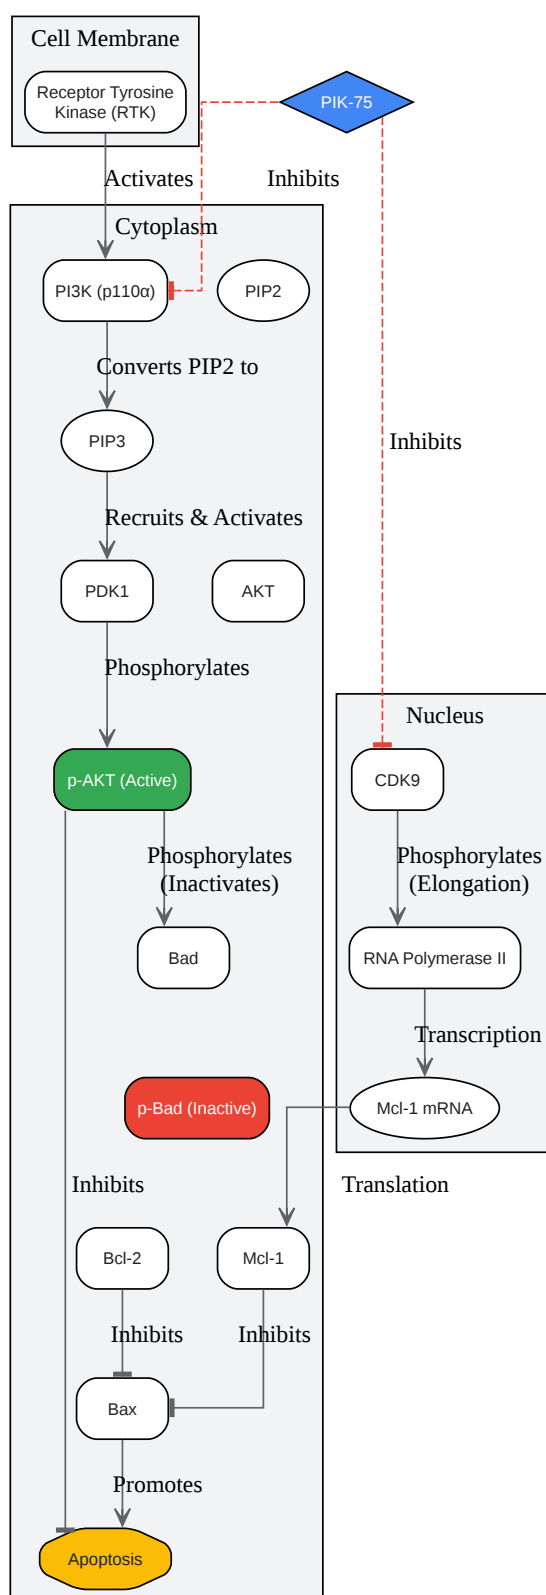 Cell Membrane
Receptor Tyrosine
Kinase (RTK)
PIK-75
Activates
Inhibits
Cytoplasm
PI3K (p110α)
PIP2
Converts PIP2 to
PIP3
Inhibits
Recruits & Activates
PDK1
AKT
Phosphorylates
Nucleus
p-AKT (Active)
CDK9
Phosphorylates
(Inactivates)
Phosphorylates
(Elongation)
Bad
RNA Polymerase II
Transcription
p-Bad (Inactive)
Mcl-1 mRNA
Inhibits
Translation
Bcl-2
Mcl-1
Inhibits
Inhibits
Bax
Promotes
Apoptosis